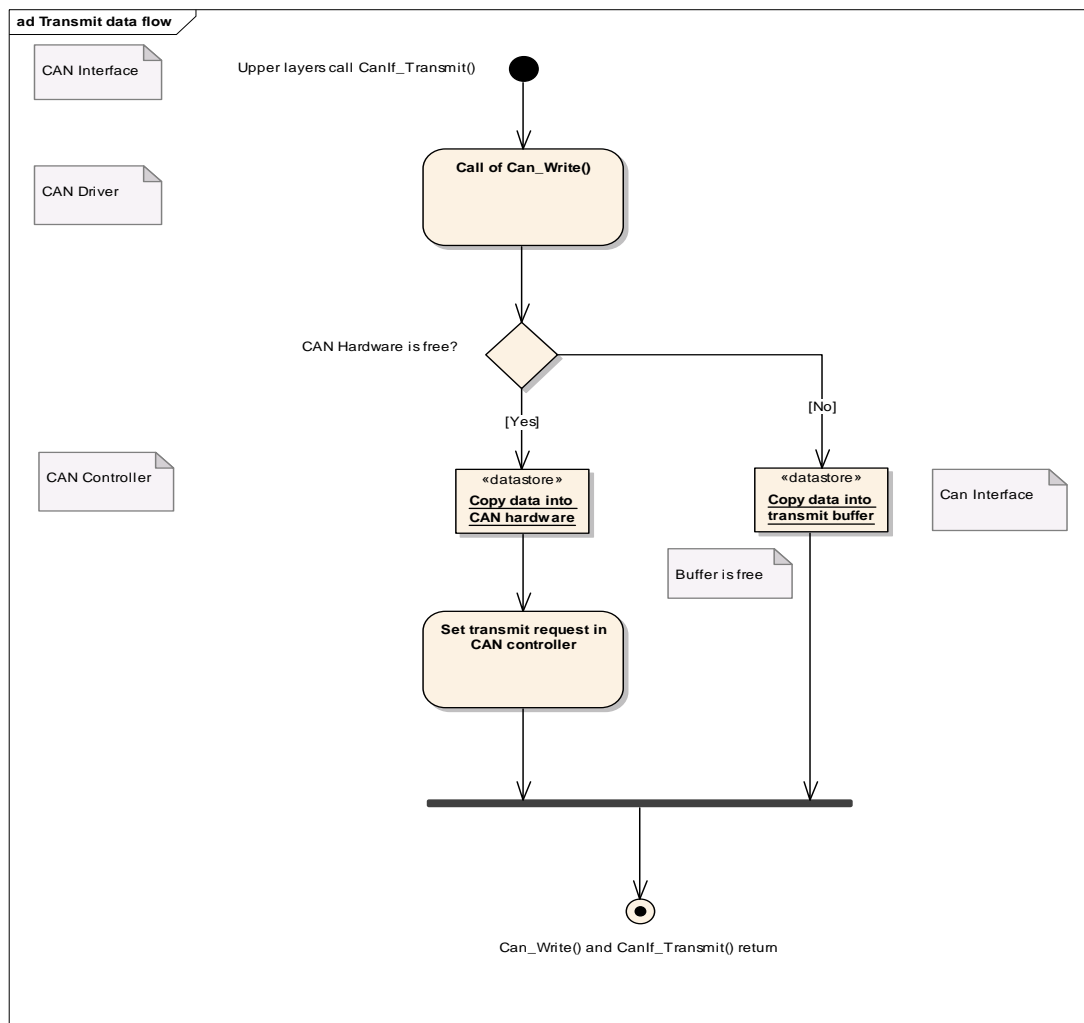 ad Transmit data flow
CAN Interface
Upper layers call CanIf_Transmit()
CAN Driver
Call of Can_Write()
CAN Hardware is free?
[Yes]
[No]
CAN Controller
«datastore»
Copy data into
CAN hardware
«datastore»
Copy data into
transmit buffer
Can Interface
Buffer is free
Set transmit request in
CAN controller
Can_Write() and CanIf_Transmit() return